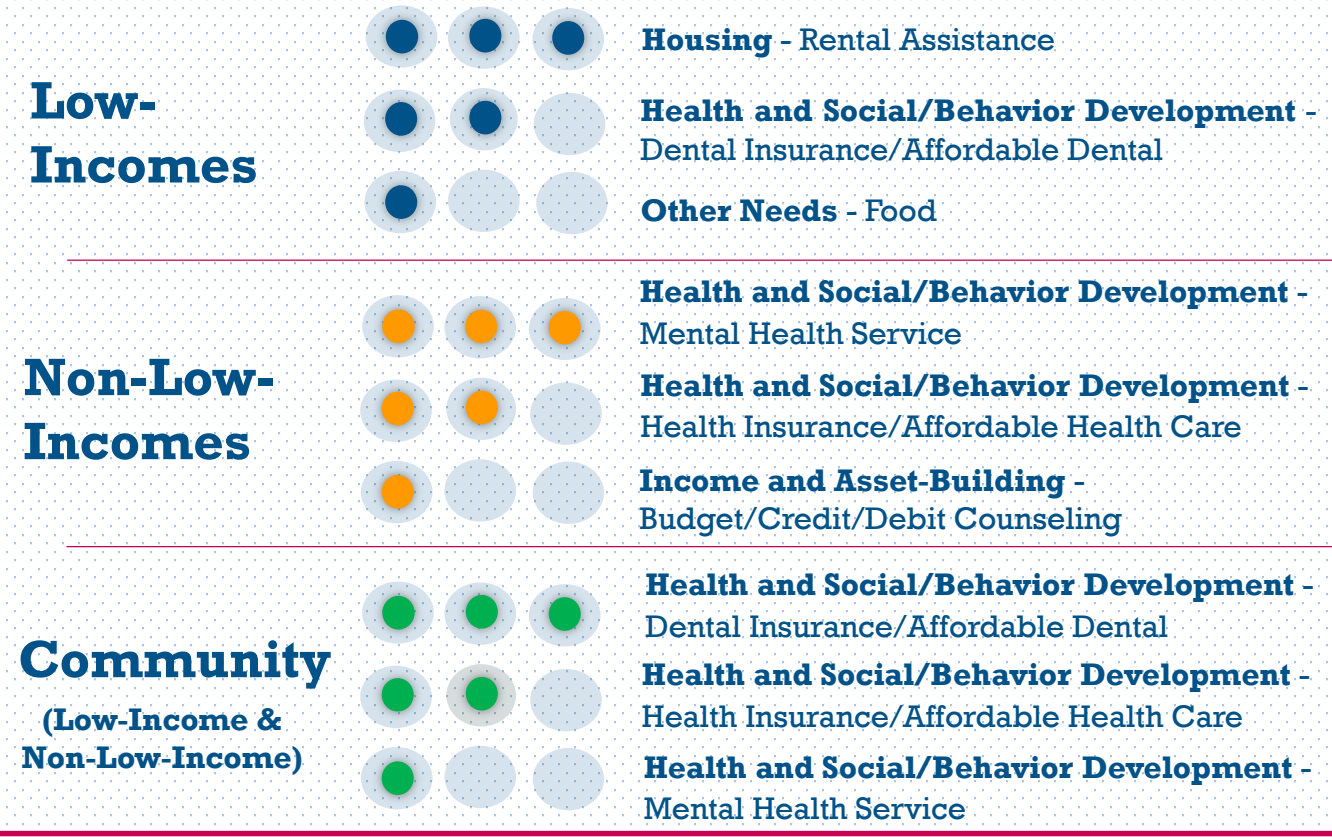 Low-
Incomes
Housing - Rental Assistance
Health and Social/Behavior Development -
Dental Insurance/Affordable Dental
Other Needs - Food
Non-Low-
Incomes
Health and Social/Behavior Development -
Mental Health Service
Health and Social/Behavior Development -
Health Insurance/Affordable Health Care
Income and Asset-Building -
Budget/Credit/Debit Counseling
Community
(Low-Income &
Non-Low-Income)
Health and Social/Behavior Development -
Dental Insurance/Affordable Dental
Health and Social/Behavior Development -
Health Insurance/Affordable Health Care
Health and Social/Behavior Development -
Mental Health Service